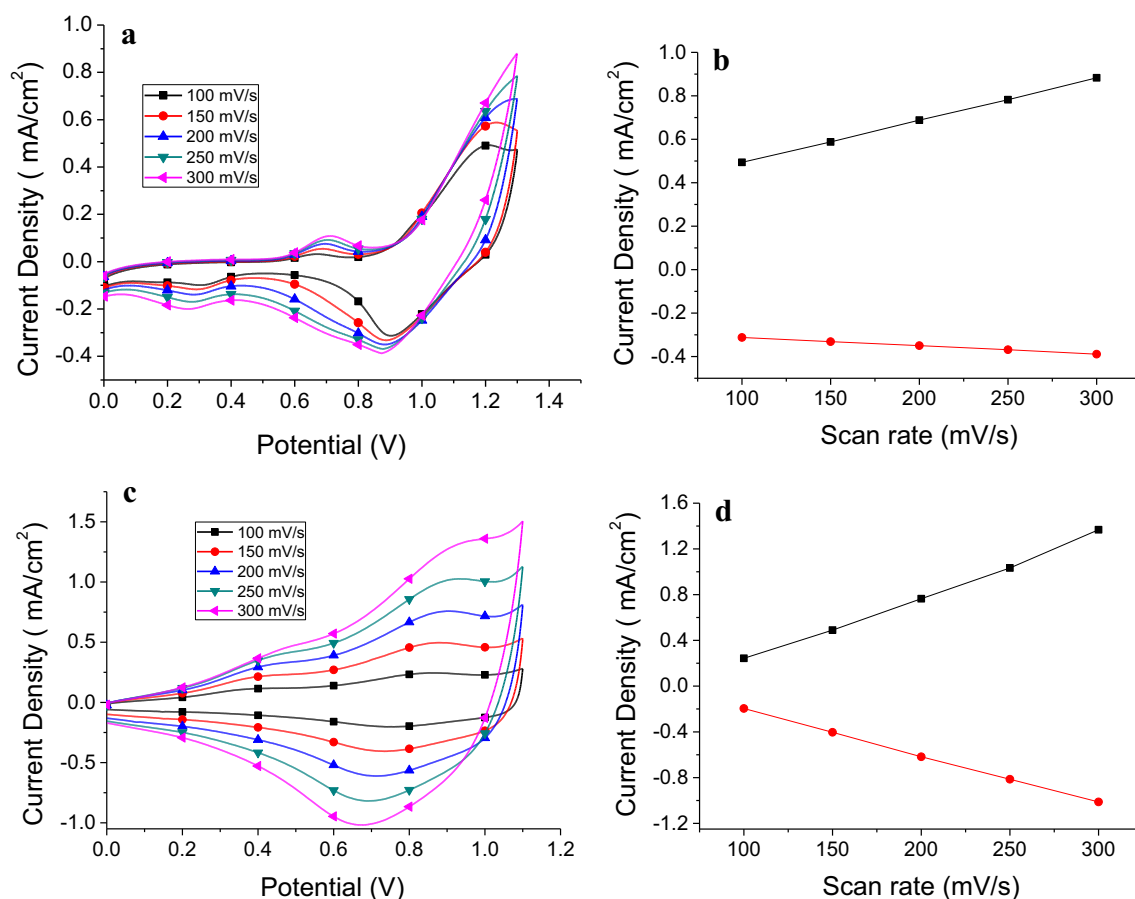 a
Current Density ( mA/cm²)
1.0
0.8
0.6
0.4
0.2
0.0
-0.2
-0.4
100 mV/s
150 mV/s
200 mV/s
250 mV/s
300 mV/s
0.0 0.2 0.4 0.6 0.8 1.0 1.2 1.4
Potential (V)
b
Current Density ( mA/cm²)
1.0
0.8
0.6
0.4
0.2
0.0
-0.2
-0.4
100 150 200 250 300
Scan rate (mV/s)
c
Current Density ( mA/cm²)
1.5
1.0
0.5
0.0
-0.5
-1.0
100 mV/s
150 mV/s
200 mV/s
250 mV/s
300 mV/s
0.0 0.2 0.4 0.6 0.8 1.0 1.2
Potential (V)
d
Current Density ( mA/cm²)
1.6
1.2
0.8
0.4
0.0
-0.4
-0.8
-1.2
100 150 200 250 300
Scan rate (mV/s)